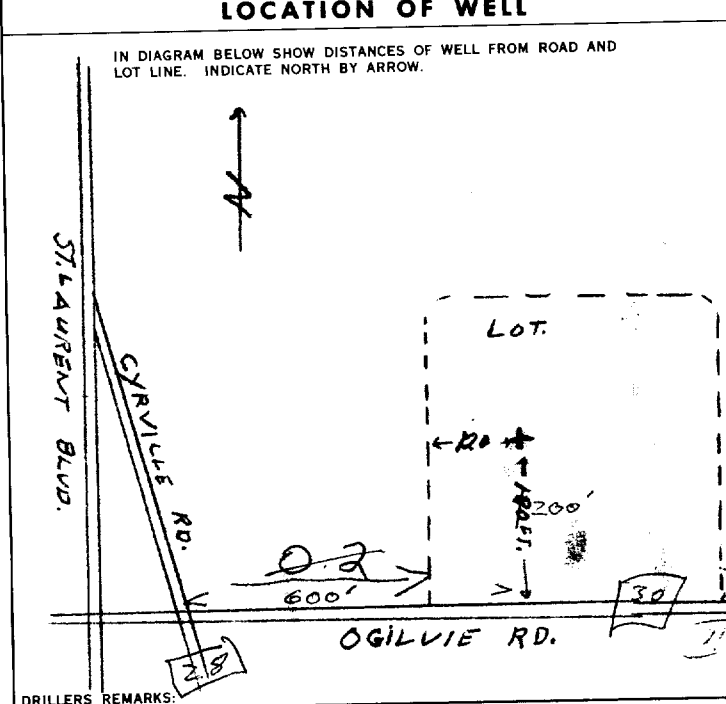 LOCATION OF WELL
IN DIAGRAM BELOW SHOW DISTANCES OF WELL FROM ROAD AND
LOT LINE. INDICATE NORTH BY ARROW.
N
ST. LAURENT BLVD.
CYRVILLE RD.
LOT.
200'
0.2
600'
30
OGILVIE RD.
28
DRILLERS REMARKS: